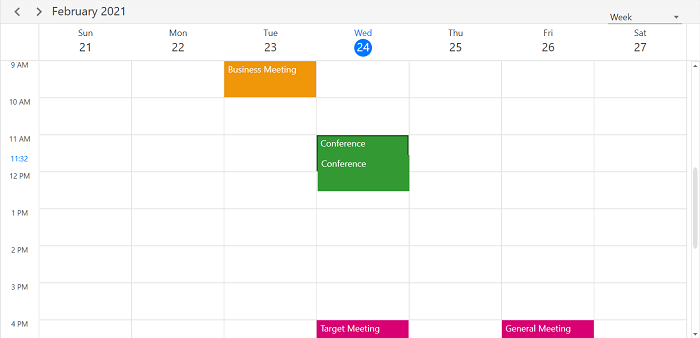 February 2021
Week
Sun Mon Tue Wed Thu Fri Sat
21 22 23 24 25 26 27
9 AM
Business Meeting
10 AM
11 AM
Conference
11:32
Conference
12 PM
1 PM
2 PM
3 PM
4 PM
Target Meeting
General Meeting